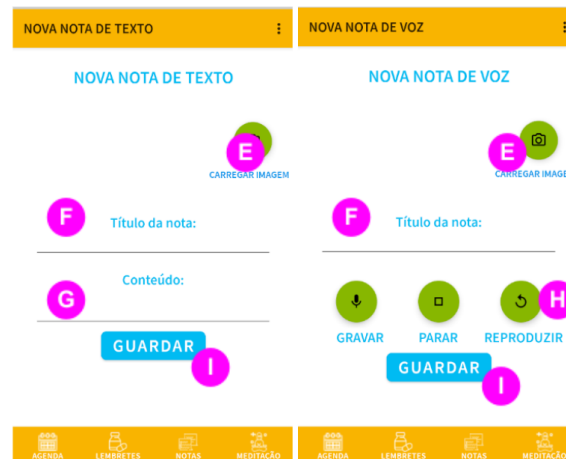 NOVA NOTA DE TEXTO
NOVA NOTA DE TEXTO
E
CARREGAR IMAGEM
F
Título da nota:
G
Conteúdo:
GUARDAR
I
AGENDA
LEMBRETES
NOTAS
MEDITAÇÃO
NOVA NOTA DE VOZ
NOVA NOTA DE VOZ
E
CARREGAR IMAGE
F
Título da nota:
H
GRAVAR
PARAR
REPRODUZIR
GUARDAR
I
AGENDA
LEMBRETES
NOTAS
MEDITAÇÃO